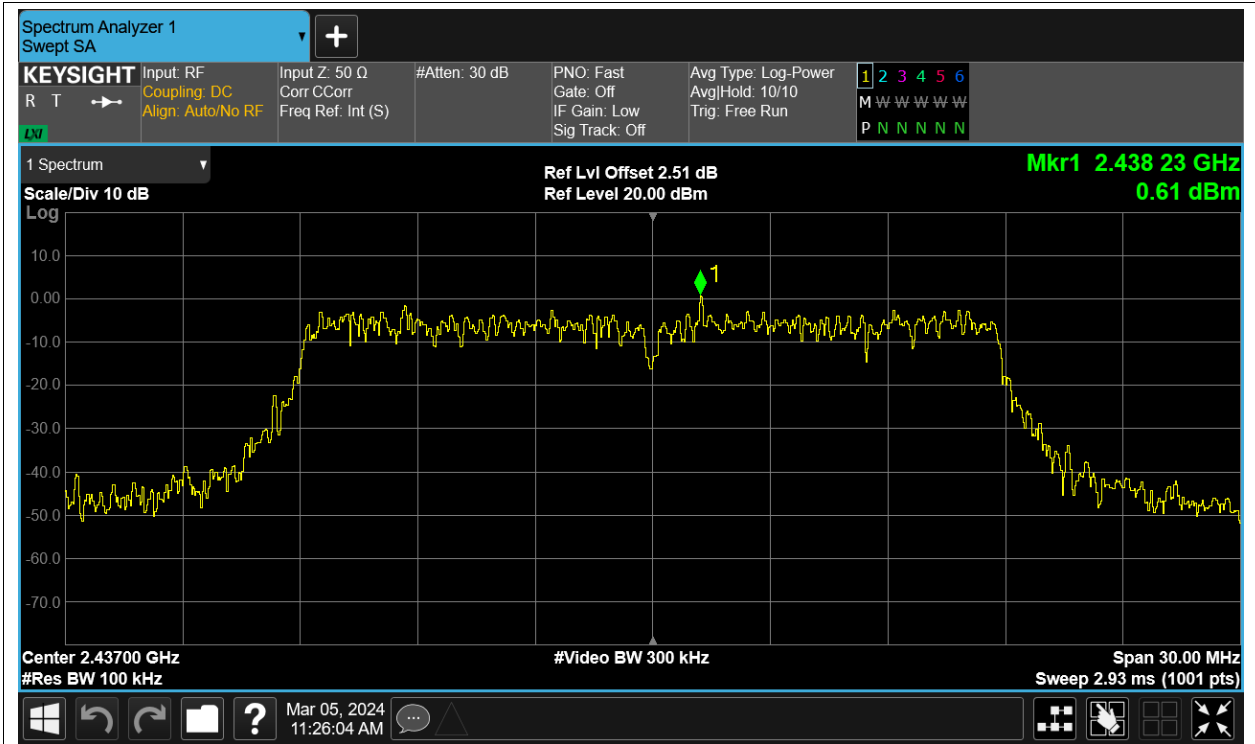 Spectrum Analyzer 1
Swept SA
+
KEYSIGHT
R T
LXI
Input: RF
Coupling: DC
Align: Auto/No RF
Input Z: 50 Ω
Corr CCorr
Freq Ref: Int (S)
#Atten: 30 dB
PNO: Fast
Gate: Off
IF Gain: Low
Sig Track: Off
Avg Type: Log-Power
Avg|Hold: 10/10
Trig: Free Run
1 2 3 4 5 6
M W W W W W
P N N N N N
1 Spectrum
Scale/Div 10 dB
Log
Ref Lvl Offset 2.51 dB
Ref Level 20.00 dBm
Mkr1 2.438 23 GHz
0.61 dBm
1
10.0
0.00
-10.0
-20.0
-30.0
-40.0
-50.0
-60.0
-70.0
Center 2.43700 GHz
#Res BW 100 kHz
#Video BW 300 kHz
Span 30.00 MHz
Sweep 2.93 ms (1001 pts)
?
Mar 05, 2024
11:26:04 AM